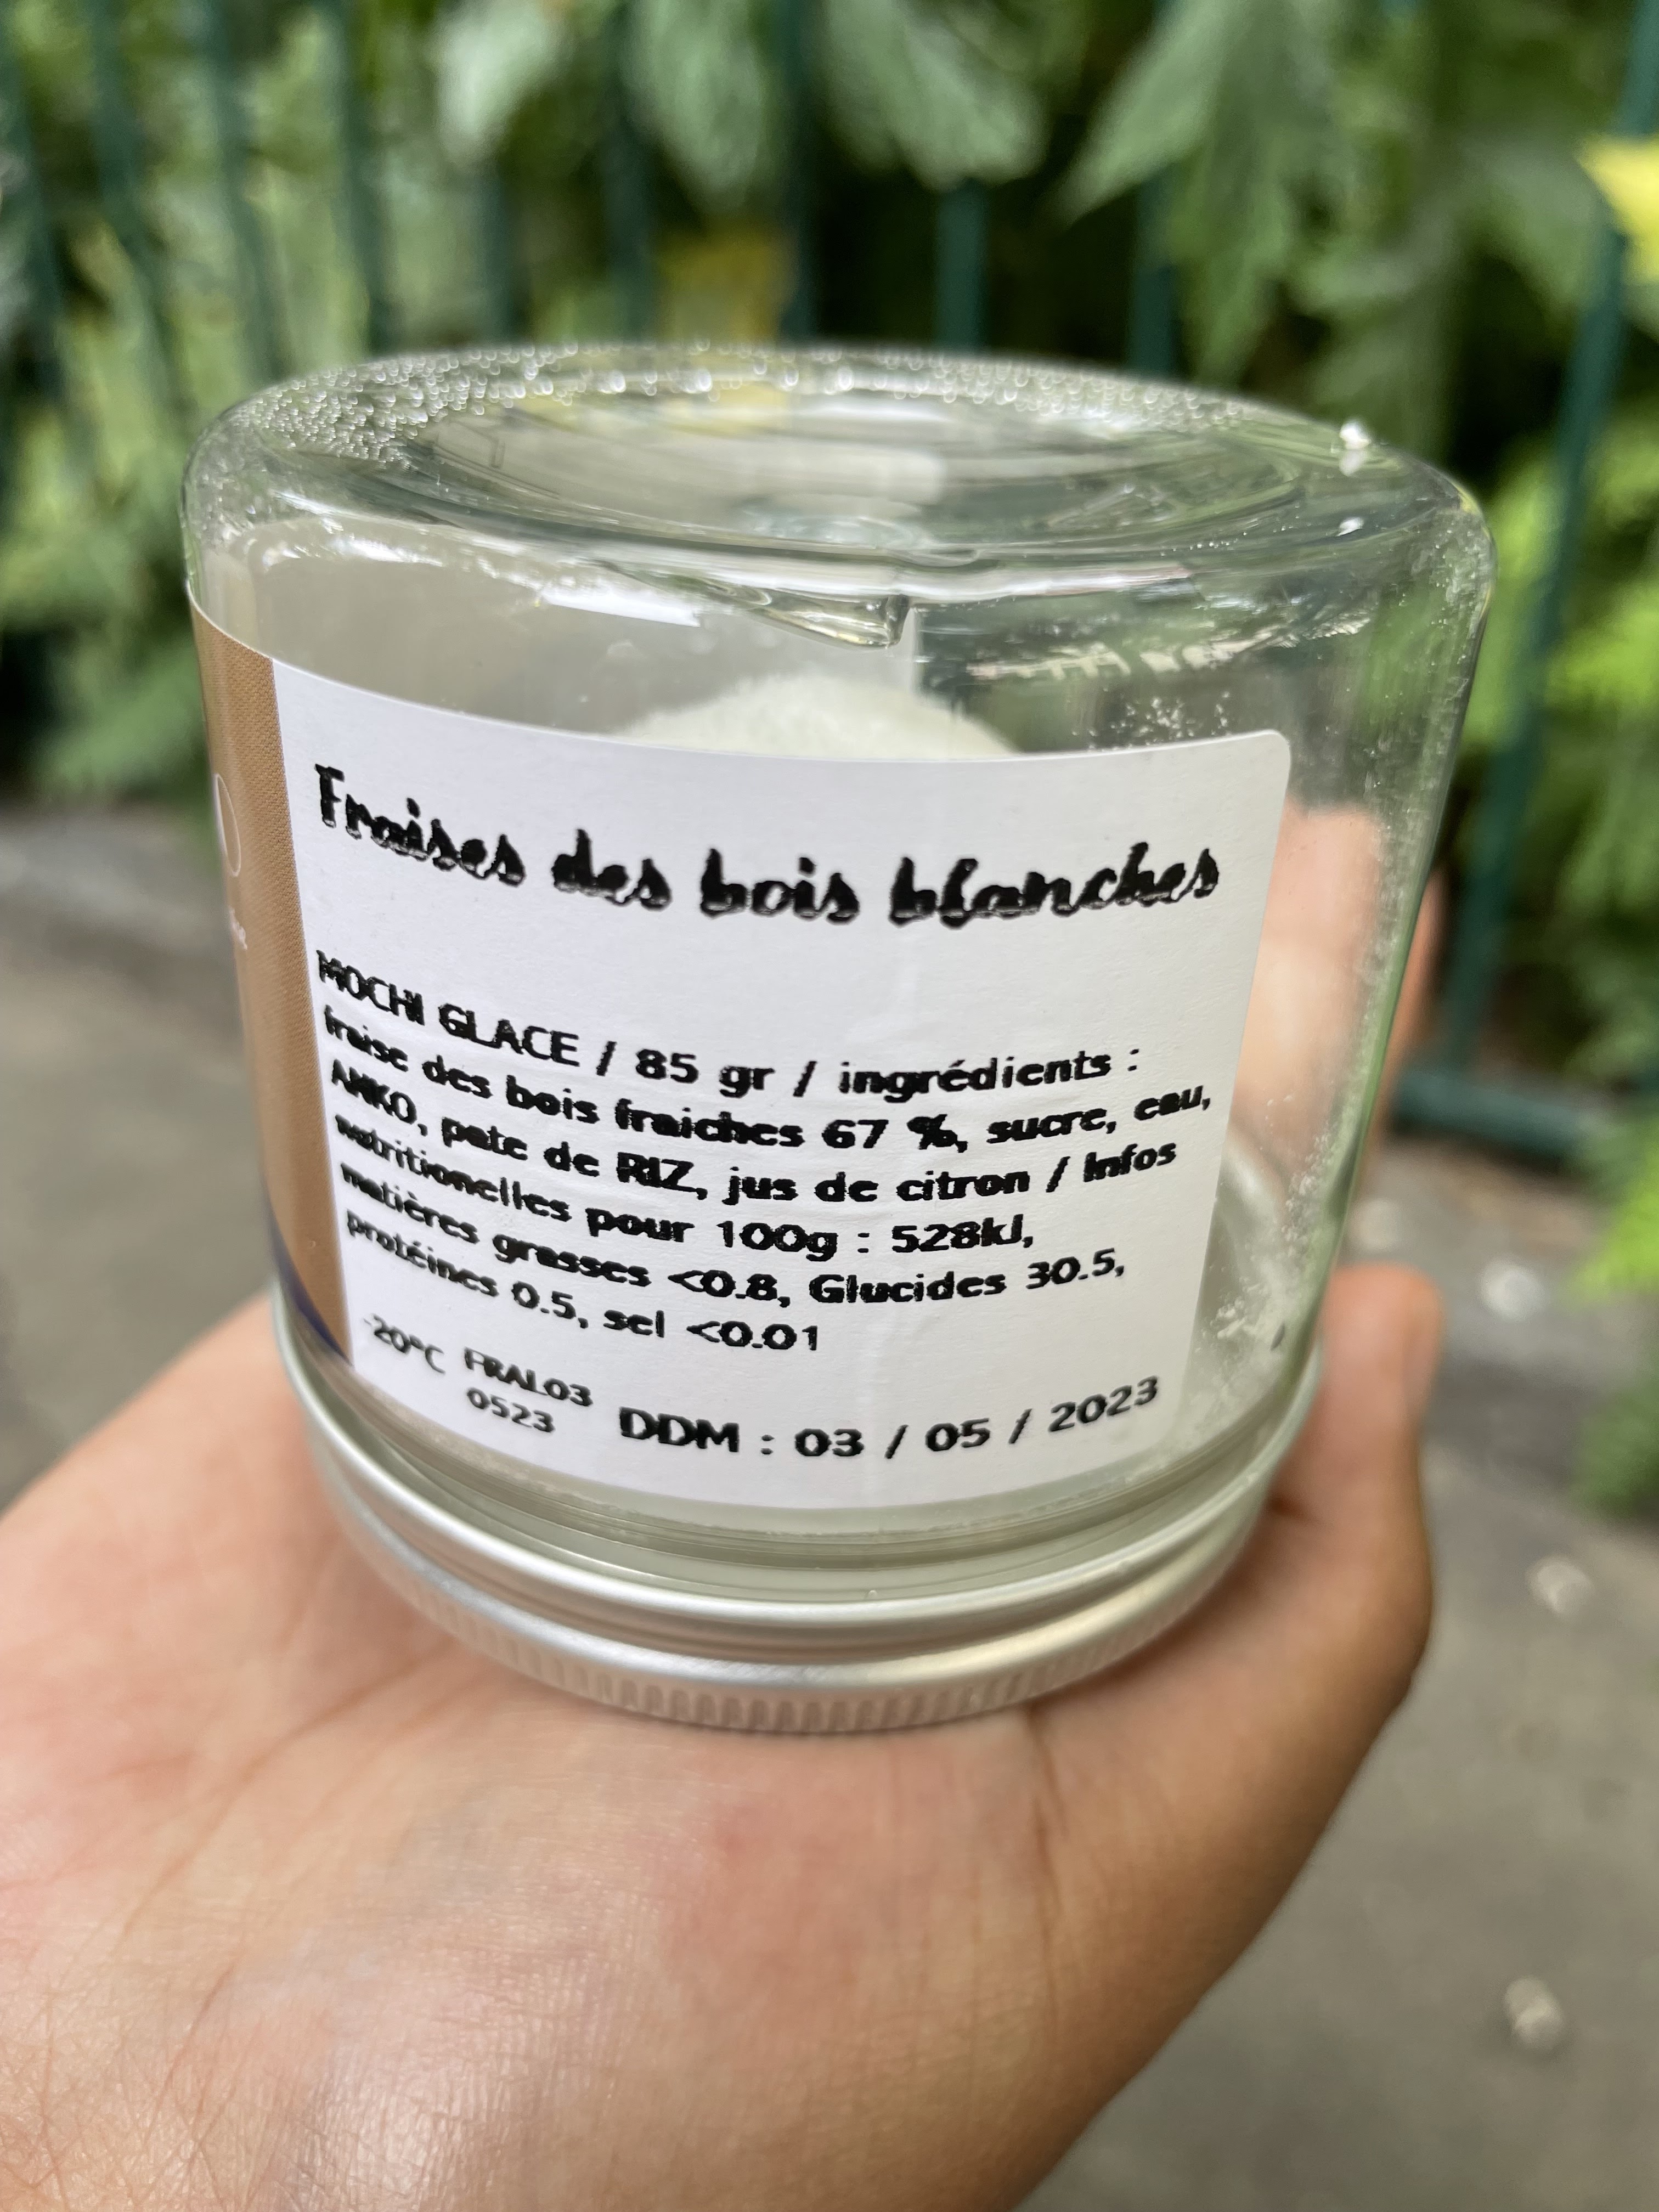 Fraises des bois blanches
MOCHI GLACE / 85 gr / ingrédients :
fraise des bois fraiches 67 %, sucre, eau,
ANKO, pate de RIZ, jus de citron / Infos
nutritionelles pour 100g : 528kJ,
matières grasses <0.8, Glucides 30.5,
protéines 0.5, sel <0.01
-20°C FRAL03
0523
DDM : 03 / 05 / 2023